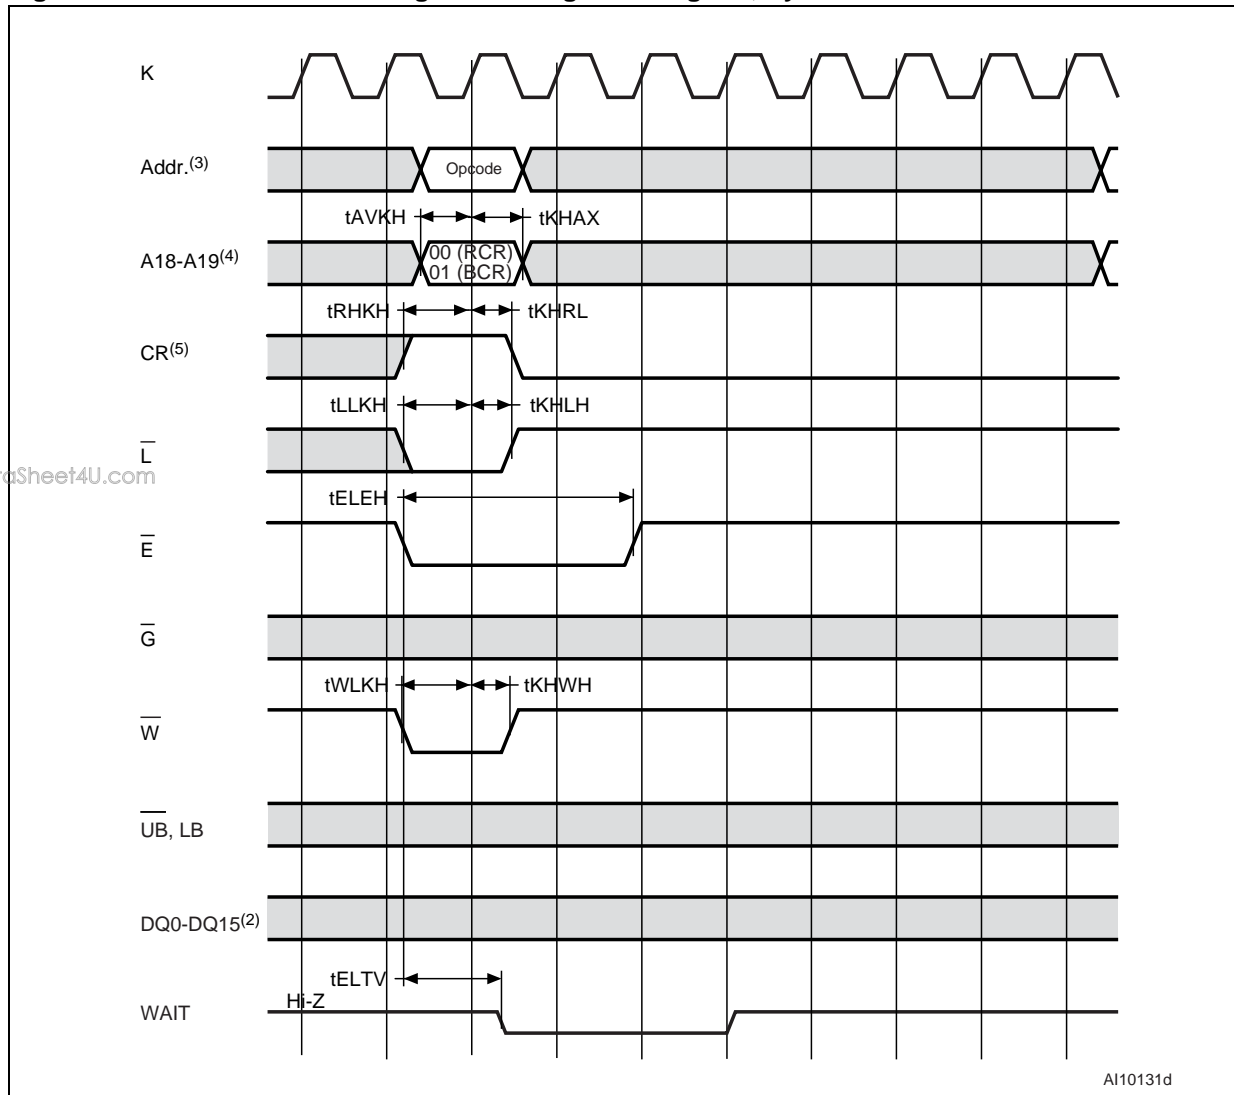 K
Addr.(3)
Opcode
tAVKH
tKHAX
A18-A19(4)
00 (RCR)
01 (BCR)
tRHKH
tKHRL
CR(5)
tLLKH
tKHLH
L
aSheet4U.com
tELEH
E
G
tWLKH
tKHWH
W
UB, LB
DQ0-DQ15(2)
tELTV
Hi-Z
WAIT
AI10131d